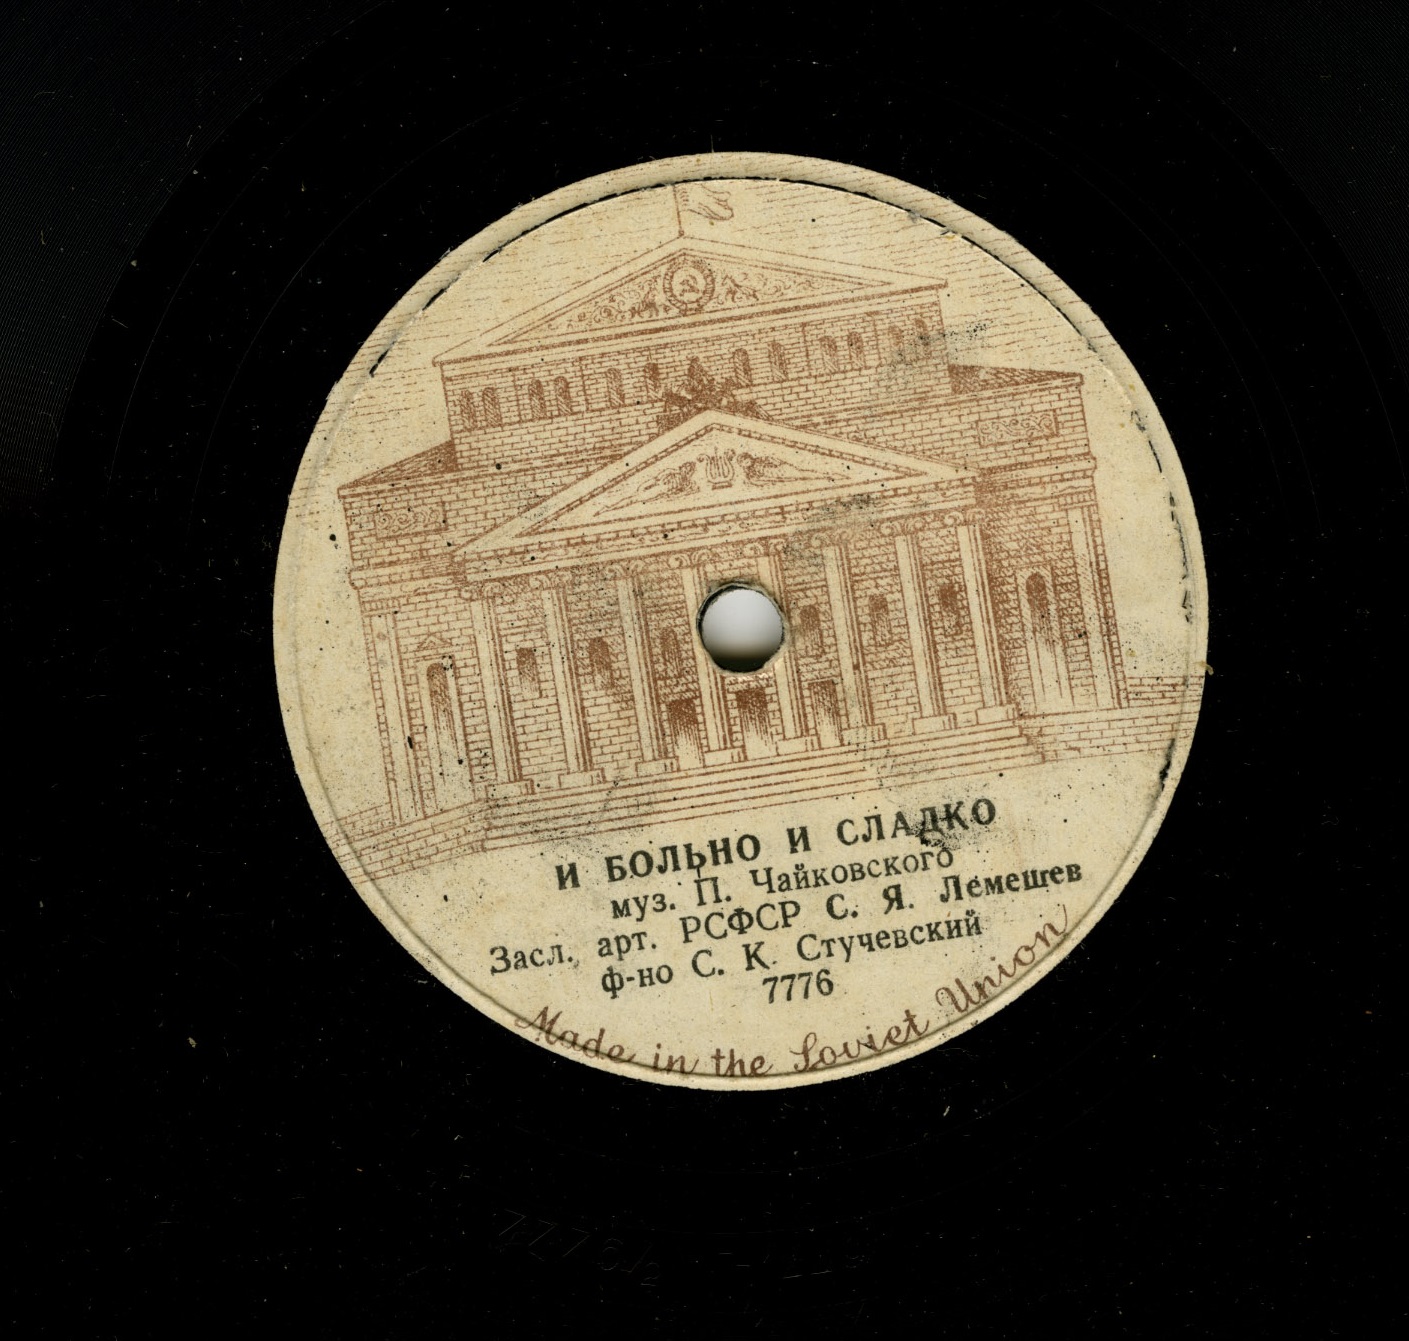 И БОЛЬНО И СЛАДКО
муз. П. Чайковского
Засл. арт. РСФСР С. Я. Лемешев
ф-но С. К. Стучевский
7776
Made in the Soviet Union